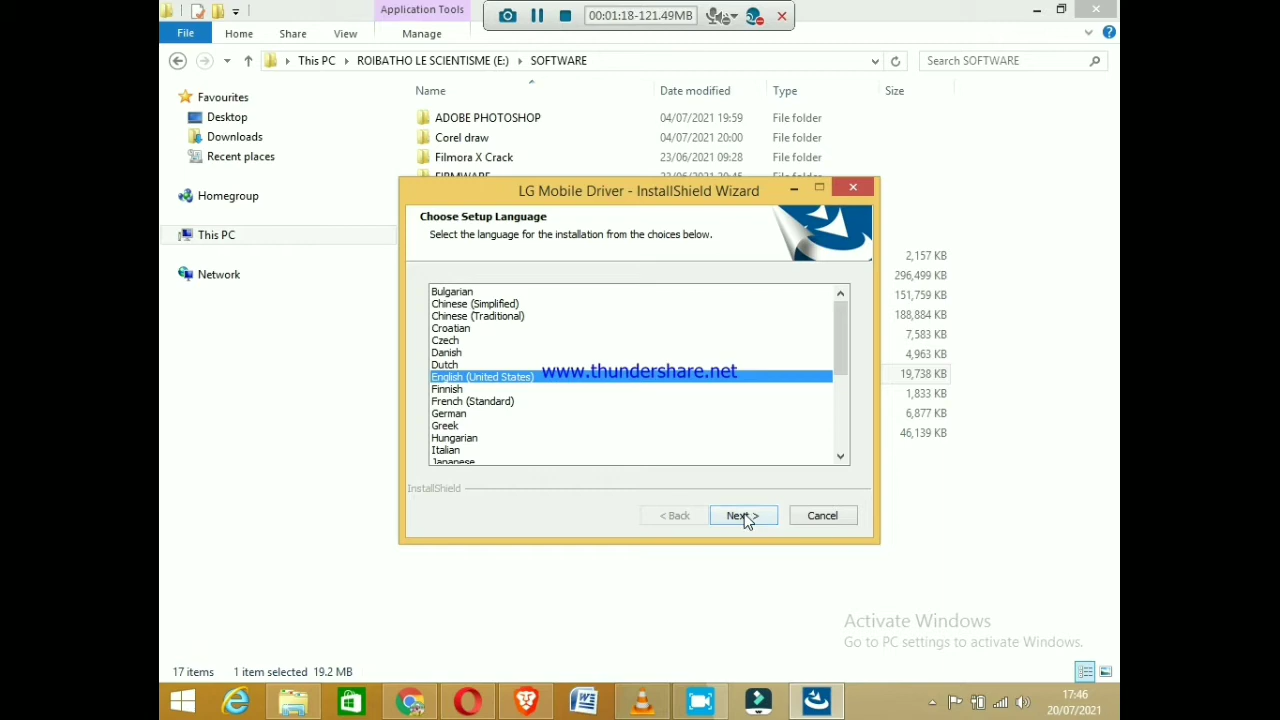 Application Tools
00:01:18-121.49MB
File
Home
Share
View
Manage
This PC
ROIBATHO LE SCIENTISME (E:)
SOFTWARE
Search SOFTWARE
Name
Date modified
Type
Size
Favourites
Desktop
Downloads
Recent places
Homegroup
This PC
Network
ADOBE PHOTOSHOP 04/07/2021 19:59 File folder
Corel draw 04/07/2021 20:00 File folder
Filmora X Crack 23/06/2021 09:28 File folder
FIRMWARE
2,157 KB
296,499 KB
151,759 KB
188,884 KB
7,583 KB
4,963 KB
19,738 KB
1,833 KB
6,877 KB
46,139 KB
LG Mobile Driver - InstallShield Wizard
Choose Setup Language
Select the language for the installation from the choices below.
Bulgarian
Chinese (Simplified)
Chinese (Traditional)
Croatian
Czech
Danish
Dutch
English (United States)
www.thundershare.net
Finnish
French (Standard)
German
Greek
Hungarian
Italian
Japanese
InstallShield
< Back
Next >
Cancel
Activate Windows
Go to PC settings to activate Windows.
17 items
1 item selected 19.2 MB
17:46
20/07/2021